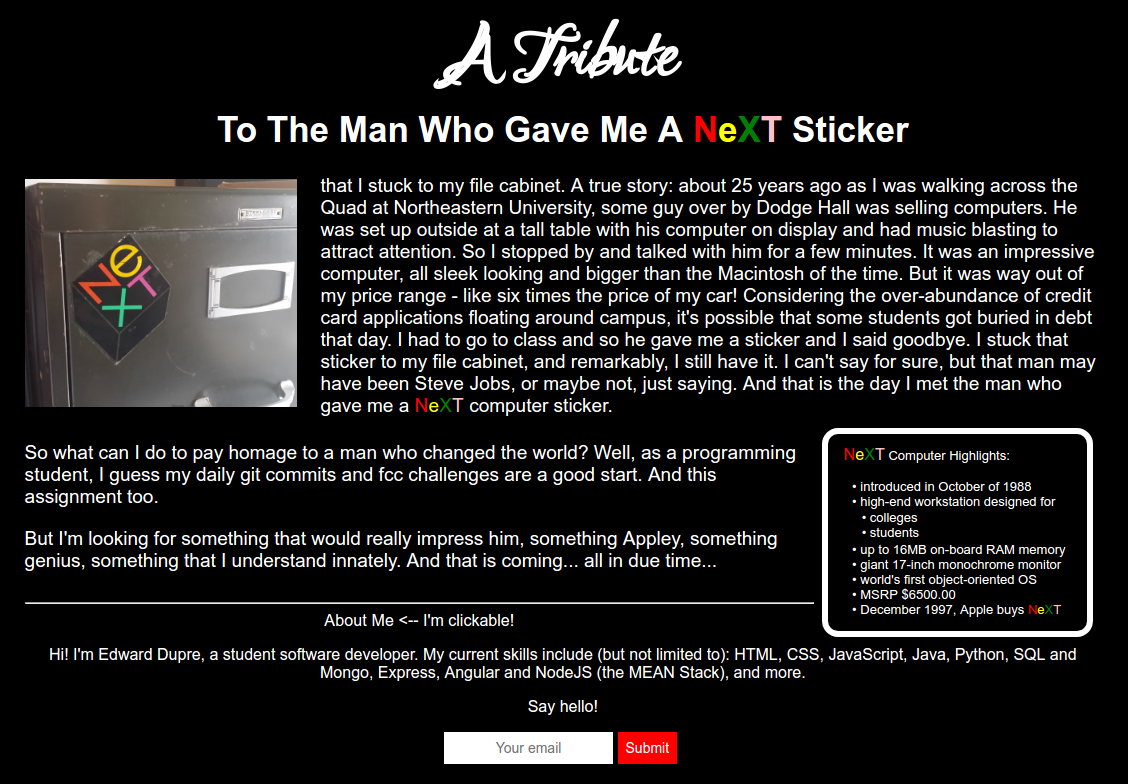 A Tribute
To The Man Who Gave Me A NeXT Sticker
NeXT
that I stuck to my file cabinet. A true story: about 25 years ago as I was walking across the
Quad at Northeastern University, some guy over by Dodge Hall was selling computers. He
was set up outside at a tall table with his computer on display and had music blasting to
attract attention. So I stopped by and talked with him for a few minutes. It was an impressive
computer, all sleek looking and bigger than the Macintosh of the time. But it was way out of
my price range - like six times the price of my car! Considering the over-abundance of credit
card applications floating around campus, it's possible that some students got buried in debt
that day. I had to go to class and so he gave me a sticker and I said goodbye. I stuck that
sticker to my file cabinet, and remarkably, I still have it. I can't say for sure, but that man may
have been Steve Jobs, or maybe not, just saying. And that is the day I met the man who
gave me a NeXT computer sticker.
So what can I do to pay homage to a man who changed the world? Well, as a programming
student, I guess my daily git commits and fcc challenges are a good start. And this
assignment too.
But I'm looking for something that would really impress him, something Appley, something
genius, something that I understand innately. And that is coming... all in due time...
NeXT Computer Highlights:
• introduced in October of 1988
• high-end workstation designed for
• colleges
• students
• up to 16MB on-board RAM memory
• giant 17-inch monochrome monitor
• world's first object-oriented OS
• MSRP $6500.00
• December 1997, Apple buys NeXT
About Me <-- I'm clickable!
Hi! I'm Edward Dupre, a student software developer. My current skills include (but not limited to): HTML, CSS, JavaScript, Java, Python, SQL and
Mongo, Express, Angular and NodeJS (the MEAN Stack), and more.
Say hello!
Your email
Submit